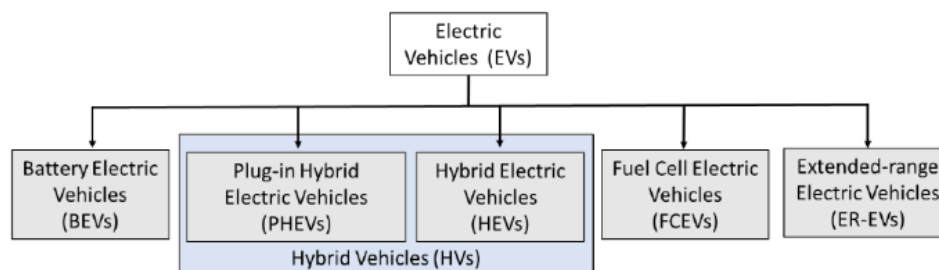 Electric
Vehicles (EVs)
Battery Electric
Vehicles
(BEVs)
Plug-in Hybrid
Electric Vehicles
(PHEVs)
Hybrid Electric
Vehicles
(HEVs)
Fuel Cell Electric
Vehicles
(FCEVs)
Extended-range
Electric Vehicles
(ER-EVs)
Hybrid Vehicles (HVs)